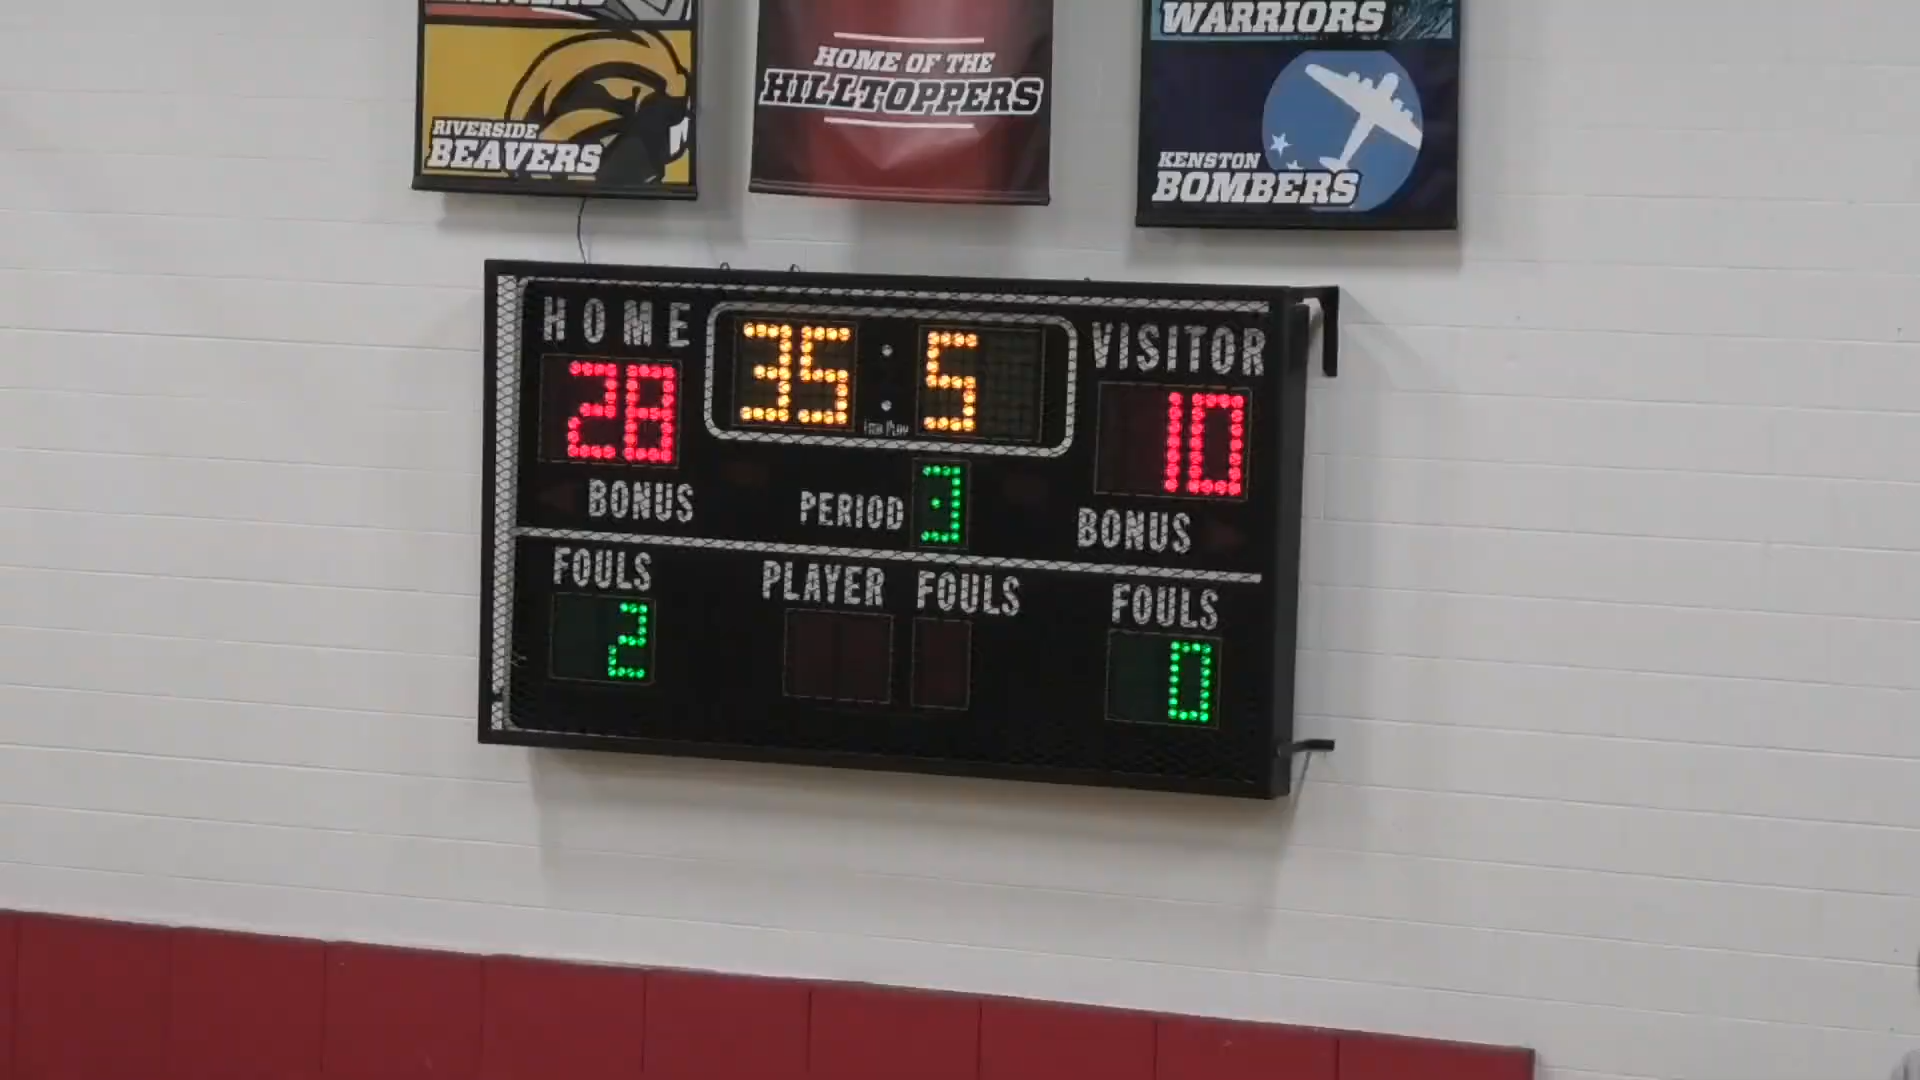 WARRIORS
RIVERSIDE
BEAVERS
HOME OF THE
HILLTOPPERS
KENSTON
BOMBERS
HOME
35 : 5
VISITOR
28
10
BONUS
PERIOD 3
BONUS
FOULS
PLAYER FOULS
FOULS
2
0